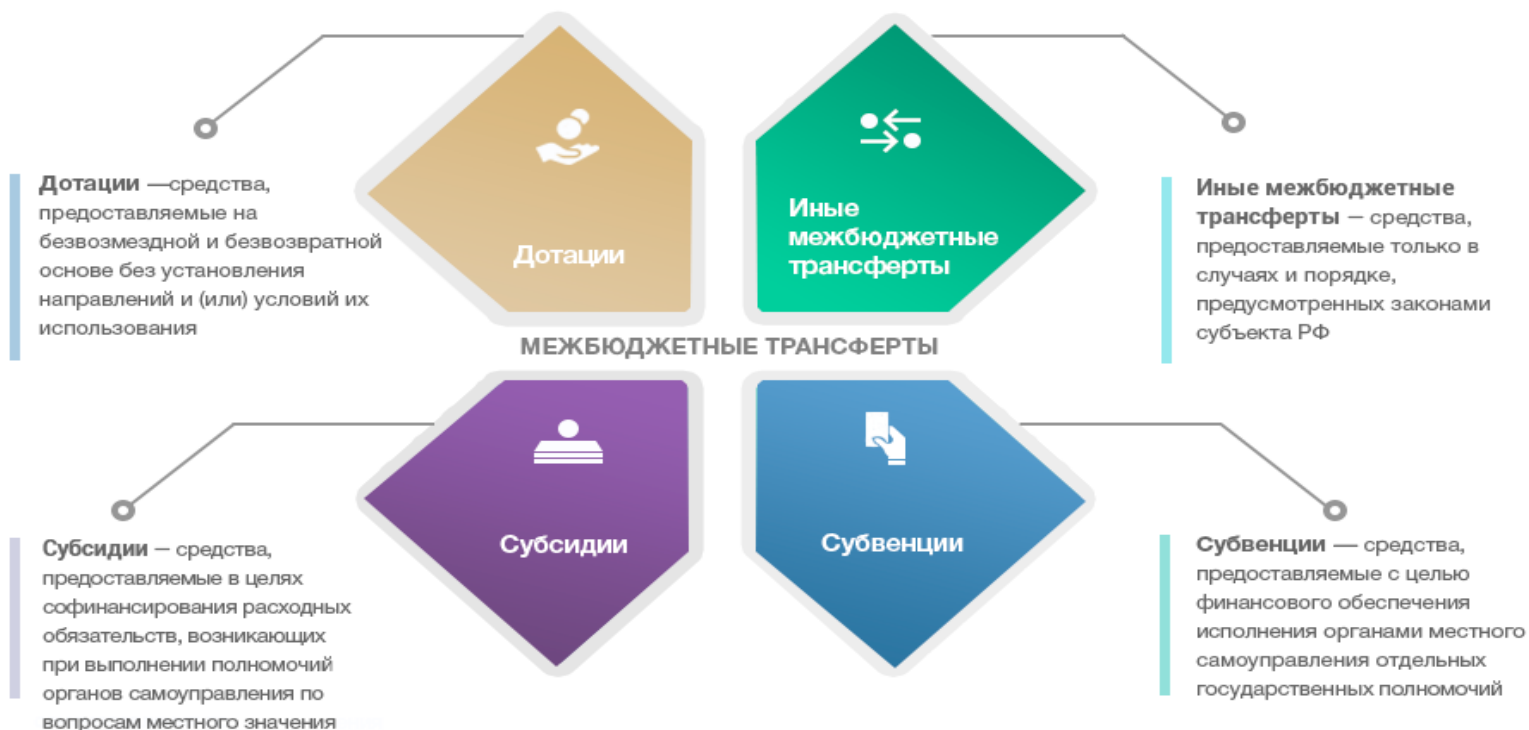 Дотации —средства,
предоставляемые на
безвозмездной и безвозвратной
основе без установления
направлений и (или) условий их
использования
Дотации
Иные
межбюджетные
трансферты
Иные межбюджетные
трансферты – средства,
предоставляемые только в
случаях и порядке,
предусмотренных законами
субъекта РФ
МЕЖБЮДЖЕТНЫЕ ТРАНСФЕРТЫ
Субсидии – средства,
предоставляемые в целях
софинансирования расходных
обязательств, возникающих
при выполнении полномочий
органов самоуправления по
вопросам местного значения
Субсидии
Субвенции
Субвенции — средства,
предоставляемые с целью
финансового обеспечения
исполнения органами местного
самоуправления отдельных
государственных полномочий